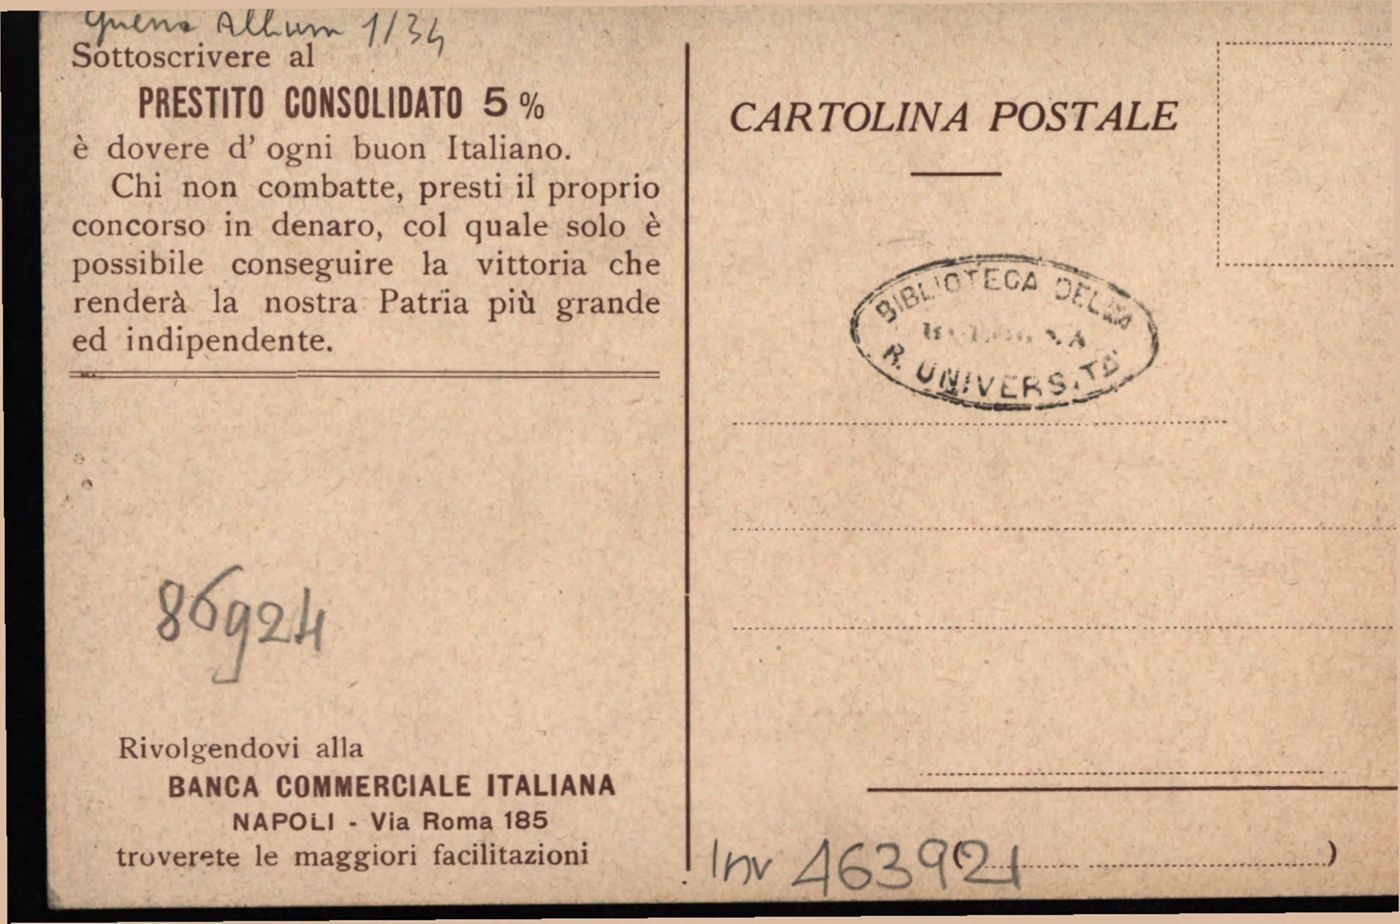 Guerra Album 1/34
Sottoscrivere al
PRESTITO CONSOLIDATO 5 %
è dovere d' ogni buon Italiano.
Chi non combatte, presti il proprio
concorso in denaro, col quale solo è
possibile conseguire la vittoria che
renderà la nostra Patria più grande
ed indipendente.
86924
Rivolgendovi alla
BANCA COMMERCIALE ITALIANA
NAPOLI - Via Roma 185
troverete le maggiori facilitazioni
CARTOLINA POSTALE
BIBLIOTECA DELLA
R. UNIVERSITÀ
Inv 463921
( )